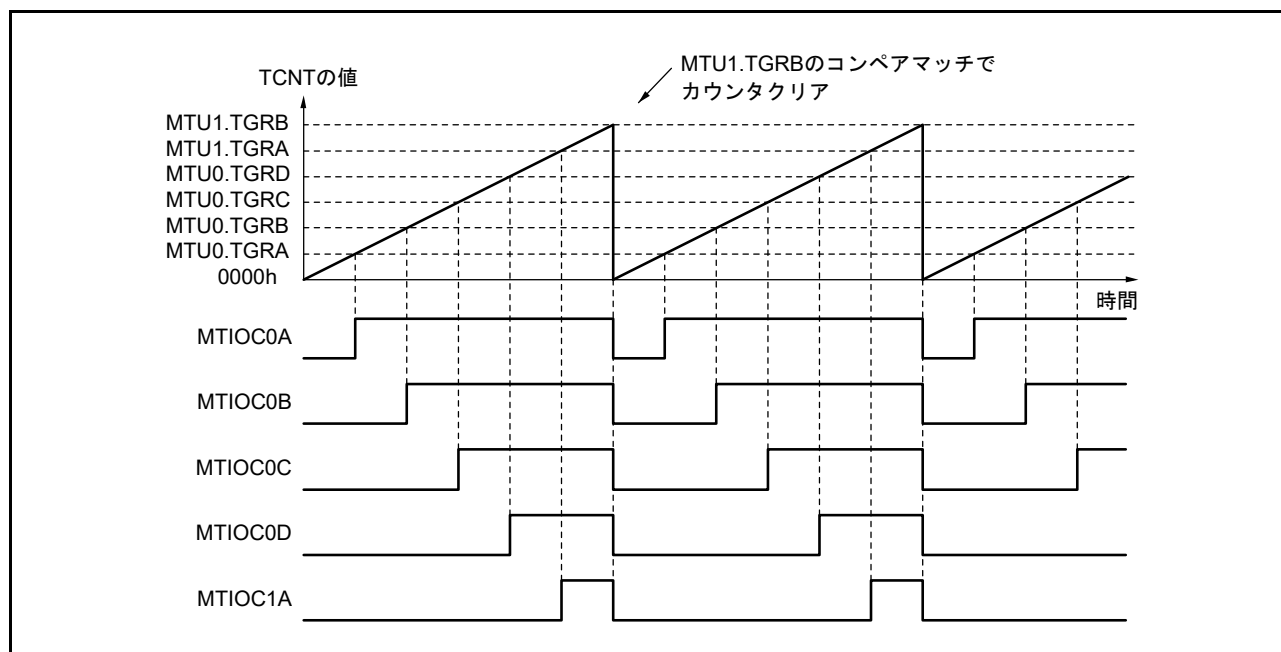 MTU1.TGRBのコンペアマッチで
カウンタクリア
TCNTの値
MTU1.TGRB
MTU1.TGRA
MTU0.TGRD
MTU0.TGRC
MTU0.TGRB
MTU0.TGRA
0000h
時間
MTIOC0A
MTIOC0B
MTIOC0C
MTIOC0D
MTIOC1A